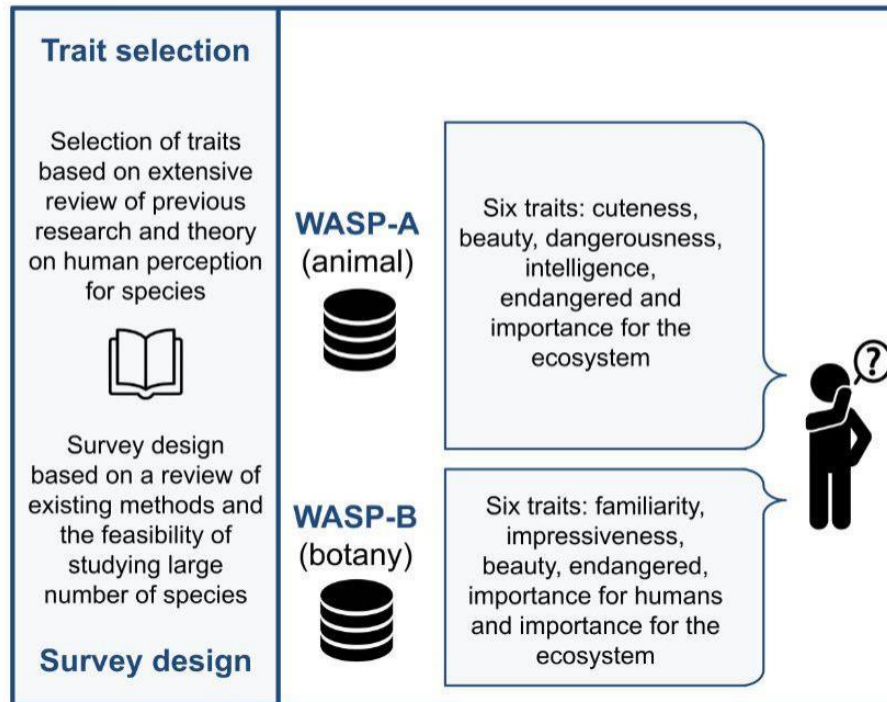 Trait selection
Selection of traits
based on extensive
review of previous
research and theory
on human perception
for species
Survey design
based on a review of
existing methods and
the feasibility of
studying large
number of species
Survey design
WASP-A
(animal)
Six traits: cuteness,
beauty, dangerousness,
intelligence,
endangered and
importance for the
ecosystem
?
WASP-B
(botany)
Six traits: familiarity,
impressiveness,
beauty, endangered,
importance for humans
and importance for the
ecosystem